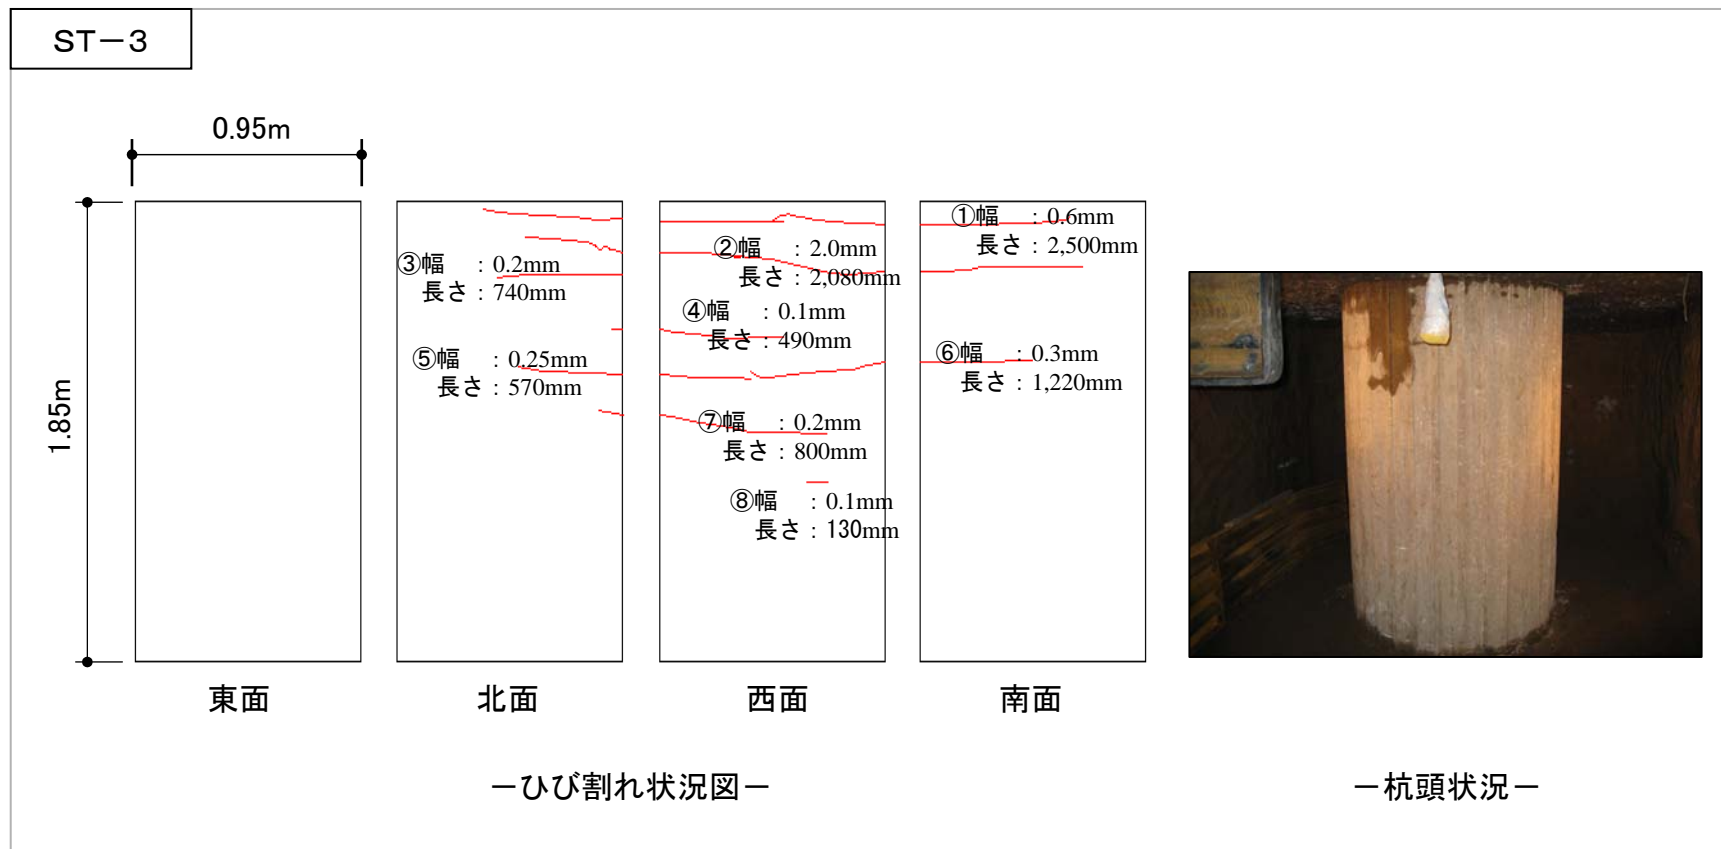 ST－3
0.95m
1.85m
①幅　：0.6mm
長さ：2,500mm
②幅　：2.0mm
長さ：2,080mm
③幅　：0.2mm
長さ：740mm
④幅　：0.1mm
長さ：490mm
⑤幅　：0.25mm
長さ：570mm
⑥幅　：0.3mm
長さ：1,220mm
⑦幅　：0.2mm
長さ：800mm
⑧幅　：0.1mm
長さ：130mm
東面
北面
西面
南面
－ひび割れ状況図－
－杭頭状況－